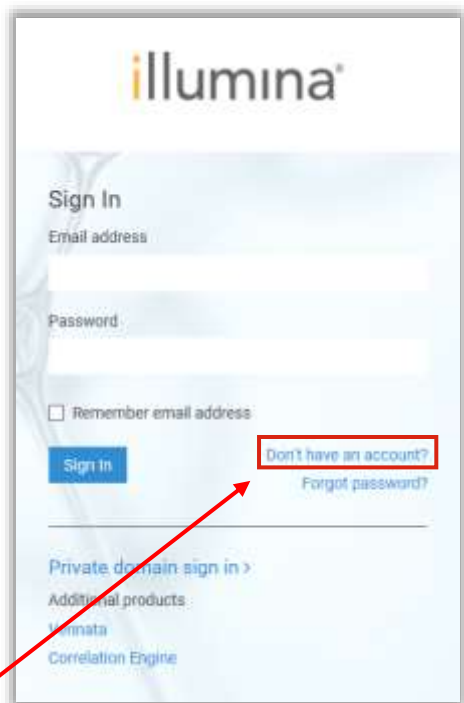 illumina®
Sign In
Email address
Password
Remember email address
Sign In
Don't have an account?
Forgot password?
Private domain sign in >
Additional products
Vennata
Correlation Engine